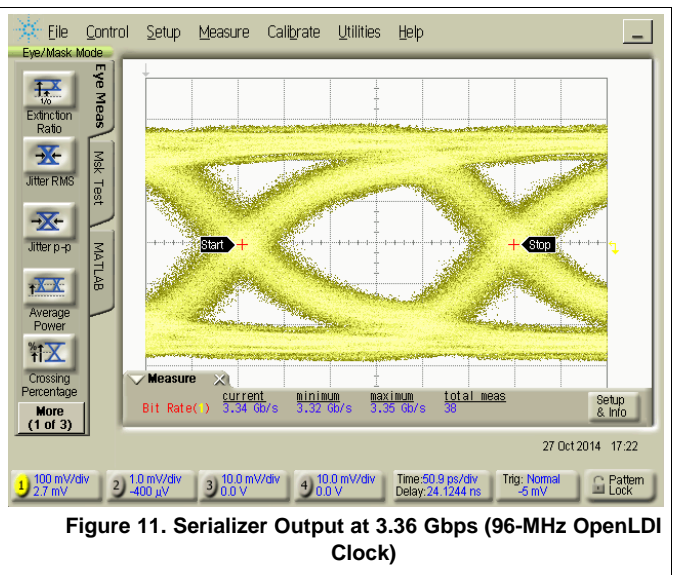 File Control Setup Measure Calibrate Utilities Help
Eye/Mask Mode
Extinction
Ratio
Jitter RMS
Jitter p-p
Average
Power
Crossing
Percentage
More
(1 of 3)
Eye Meas
Msk Test
MATLAB
Start
Stop
Measure
current minimum maximum total meas
Bit Rate(1) 3.34 Gb/s 3.32 Gb/s 3.35 Gb/s 38
Setup
& Info
27 Oct 2014 17:22
1 100 mV/div
2.7 mV
2 1.0 mV/div
-400 µV
3 10.0 mV/div
0.0 V
4 10.0 mV/div
0.0 V
Time:50.9 ps/div
Delay:24.1244 ns
Trig: Normal
-5 mV
Pattern
Lock
Figure 11. Serializer Output at 3.36 Gbps (96-MHz OpenLDI
Clock)